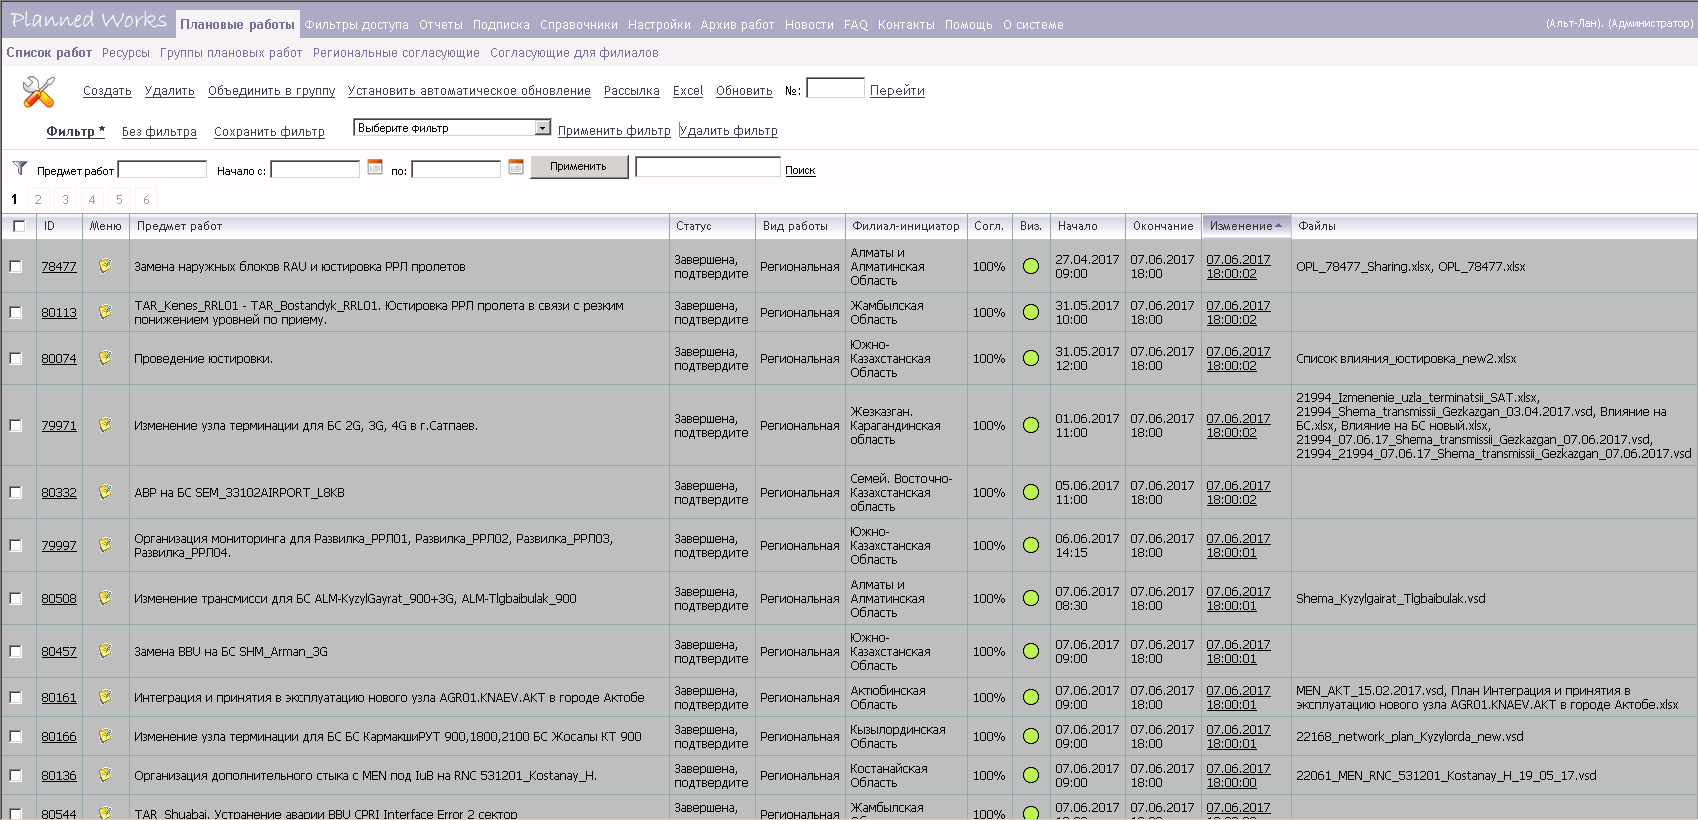 Planned Works Плановые работы Фильтры доступа Отчеты Подписка Справочники Настройки Архив работ Новости FAQ Контакты Помощь О системе (Альт-Лан). (Администратор)
Список работ Ресурсы Группы плановых работ Региональные согласующие Согласующие для филиалов
Создать Удалить Объединить в группу Установить автоматическое обновление Рассылка Excel Обновить №: Перейти
Фильтр * Без фильтра Сохранить фильтр Выберите фильтр Применить фильтр Удалить фильтр
Предмет работ Начало с: по: Применить Поиск
1 2 3 4 5 6
ID Меню Предмет работ Статус Вид работы Филиал-инициатор Согл. Виз. Начало Окончание Изменение Файлы
78477 Замена наружных блоков RAU и юстировка РРЛ пролетов Завершена, подтвердите Региональная Алматы и Алматинская Область 100% 27.04.2017 09:00 07.06.2017 18:00 07.06.2017 18:00:02 OPL_78477_Sharing.xlsx, OPL_78477.xlsx
80113 TAR_Kenes_RRL01 - TAR_Bostandyk_RRL01. Юстировка РРЛ пролета в связи с резким понижением уровней по приему. Завершена, подтвердите Региональная Жамбылская Область 100% 31.05.2017 10:00 07.06.2017 18:00 07.06.2017 18:00:02
80074 Проведение юстировки. Завершена, подтвердите Региональная Южно-Казахстанская Область 100% 31.05.2017 12:00 07.06.2017 18:00 07.06.2017 18:00:02 Список влияния_юстировка_new2.xlsx
79971 Изменение узла терминации для БС 2G, 3G, 4G в г.Сатпаев. Завершена, подтвердите Региональная Жезказган. Карагандинская область 100% 01.06.2017 11:00 07.06.2017 18:00 07.06.2017 18:00:02 21994_Izmenenie_uzla_terminatsii_SAT.xlsx, 21994_Shema_transmissii_Gezkazgan_03.04.2017.vsd, Влияние на БС.xlsx, Влияние на БС новый.xlsx, 21994_07.06.17_Shema_transmissii_Gezkazgan_07.06.2017.vsd, 21994_21994_07.06.17_Shema_transmissii_Gezkazgan_07.06.2017.vsd
80332 АВР на БС SEM_33102AIRPORT_L8KB Завершена, подтвердите Региональная Семей. Восточно-Казахстанская область 100% 05.06.2017 11:00 07.06.2017 18:00 07.06.2017 18:00:02
79997 Организация мониторинга для Развилка_РРЛ01, Развилка_РРЛ02, Развилка_РРЛ03, Развилка_РРЛ04. Завершена, подтвердите Региональная Южно-Казахстанская Область 100% 06.06.2017 14:15 07.06.2017 18:00 07.06.2017 18:00:01
80508 Изменение трансмисси для БС ALM-KyzylGayrat_900+3G, ALM-Tlgbaibulak_900 Завершена, подтвердите Региональная Алматы и Алматинская Область 100% 07.06.2017 08:30 07.06.2017 18:00 07.06.2017 18:00:01 Shema_Kyzylgairat_Tlgbaibulak.vsd
80457 Замена BBU на БС SHM_Arman_3G Завершена, подтвердите Региональная Южно-Казахстанская Область 100% 07.06.2017 09:00 07.06.2017 18:00 07.06.2017 18:00:01
80161 Интеграция и принятия в эксплуатацию нового узла AGR01.KNAEV.AKT в городе Актобе Завершена, подтвердите Региональная Актюбинская Область 100% 07.06.2017 09:00 07.06.2017 18:00 07.06.2017 18:00:01 MEN_AKT_15.02.2017.vsd, План Интеграция и принятия в эксплуатацию нового узла AGR01.KNAEV.AKT в городе Актобе.xlsx
80166 Изменение узла терминации для БС БС КармакшиРУТ 900,1800,2100 БС Жосалы КТ 900 Завершена, подтвердите Региональная Кызылординская Область 100% 07.06.2017 09:00 07.06.2017 18:00 07.06.2017 18:00:01 22168_network_plan_Kyzylorda_new.vsd
80136 Организация дополнительного стыка с MEN под IuB на RNC 531201_Kostanay_H. Завершена, подтвердите Региональная Костанайская Область 100% 07.06.2017 09:00 07.06.2017 18:00 07.06.2017 18:00:00 22061_MEN_RNC_531201_Kostanay_H_19_05_17.vsd
80544 TAR_Shuabai. Устранение аварии BBU CPRI Interface Error 2 сектор Завершена, Региональная Жамбылская 100% 07.06.2017 07.06.2017 07.06.2017